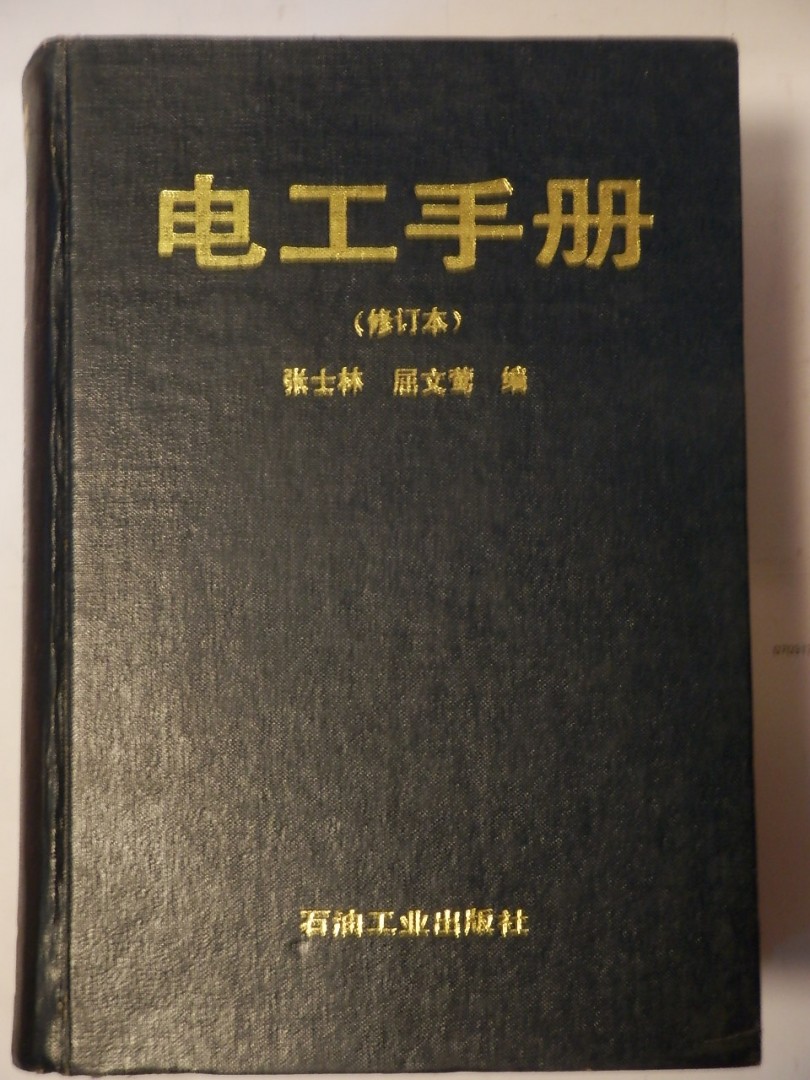 电工手册
（修订本）
张士林 屈文莺 编
石油工业出版社